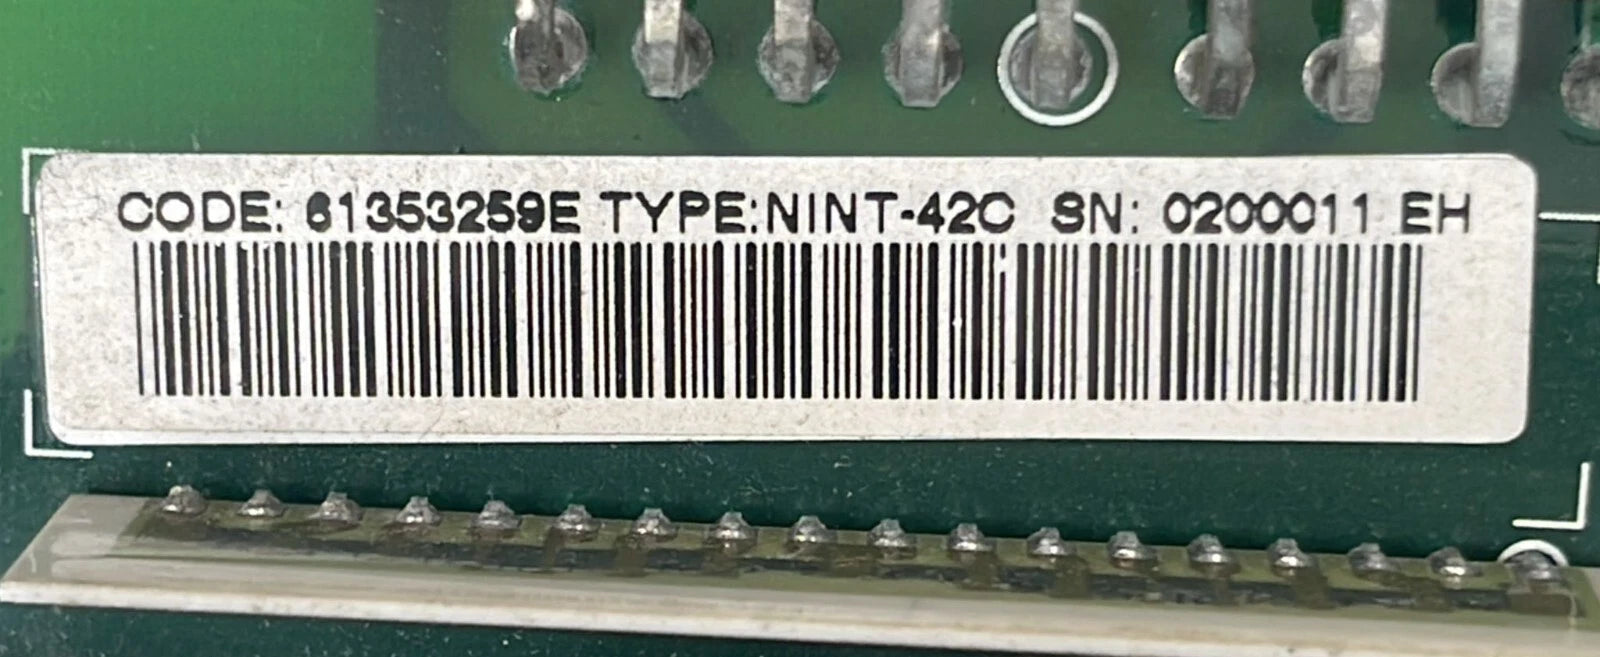 CODE: 61353259E TYPE:NINT-42C SN: 0200011 EH